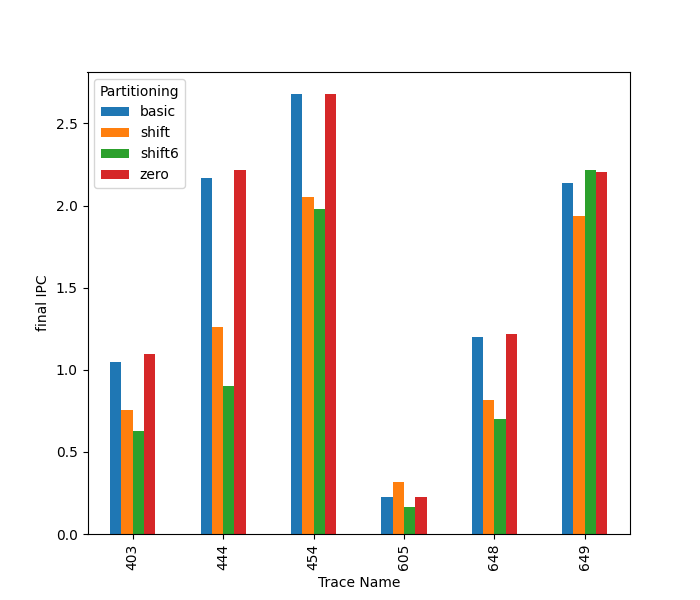 Partitioning
basic
shift
shift6
zero
final IPC
2.5
2.0
1.5
1.0
0.5
0.0
403
444
454
605
648
649
Trace Name